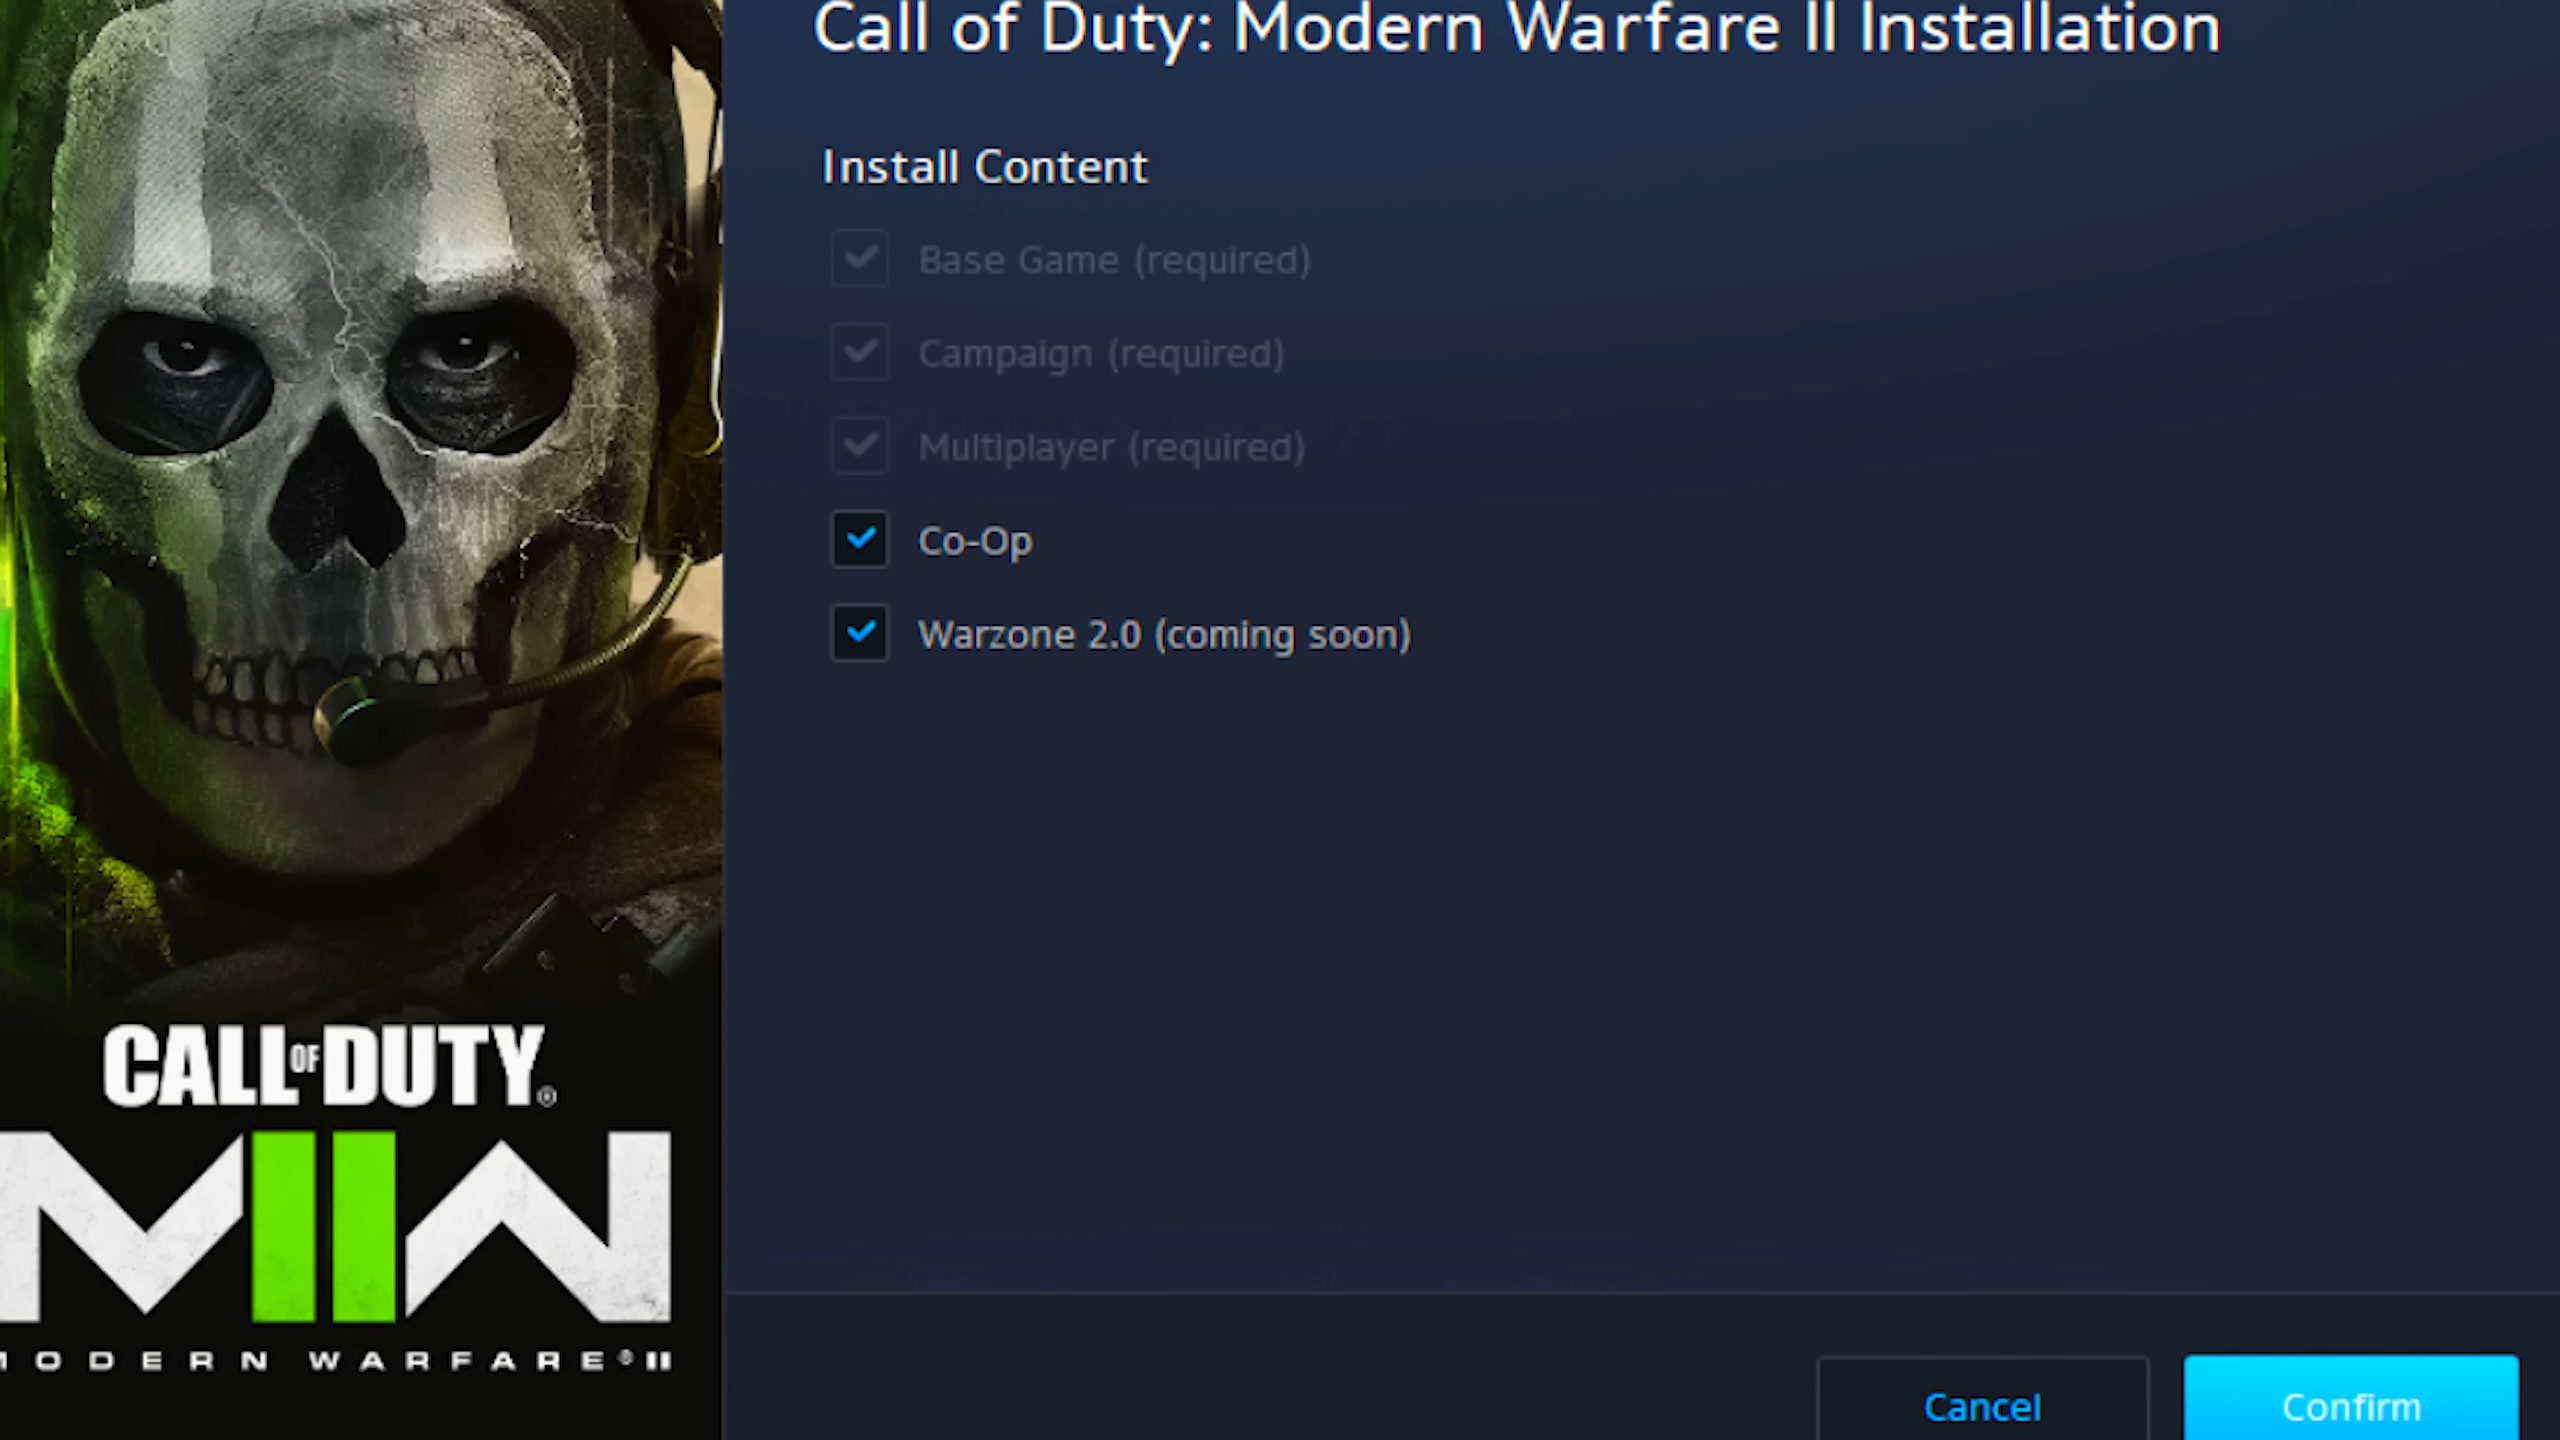 Call of Duty: Modern Warfare II Installation
Install Content
Base Game (required)
Campaign (required)
Multiplayer (required)
Co-Op
Warzone 2.0 (coming soon)
CALL OF DUTY®
MIIW
MODERN WARFARE® II
Cancel
Confirm